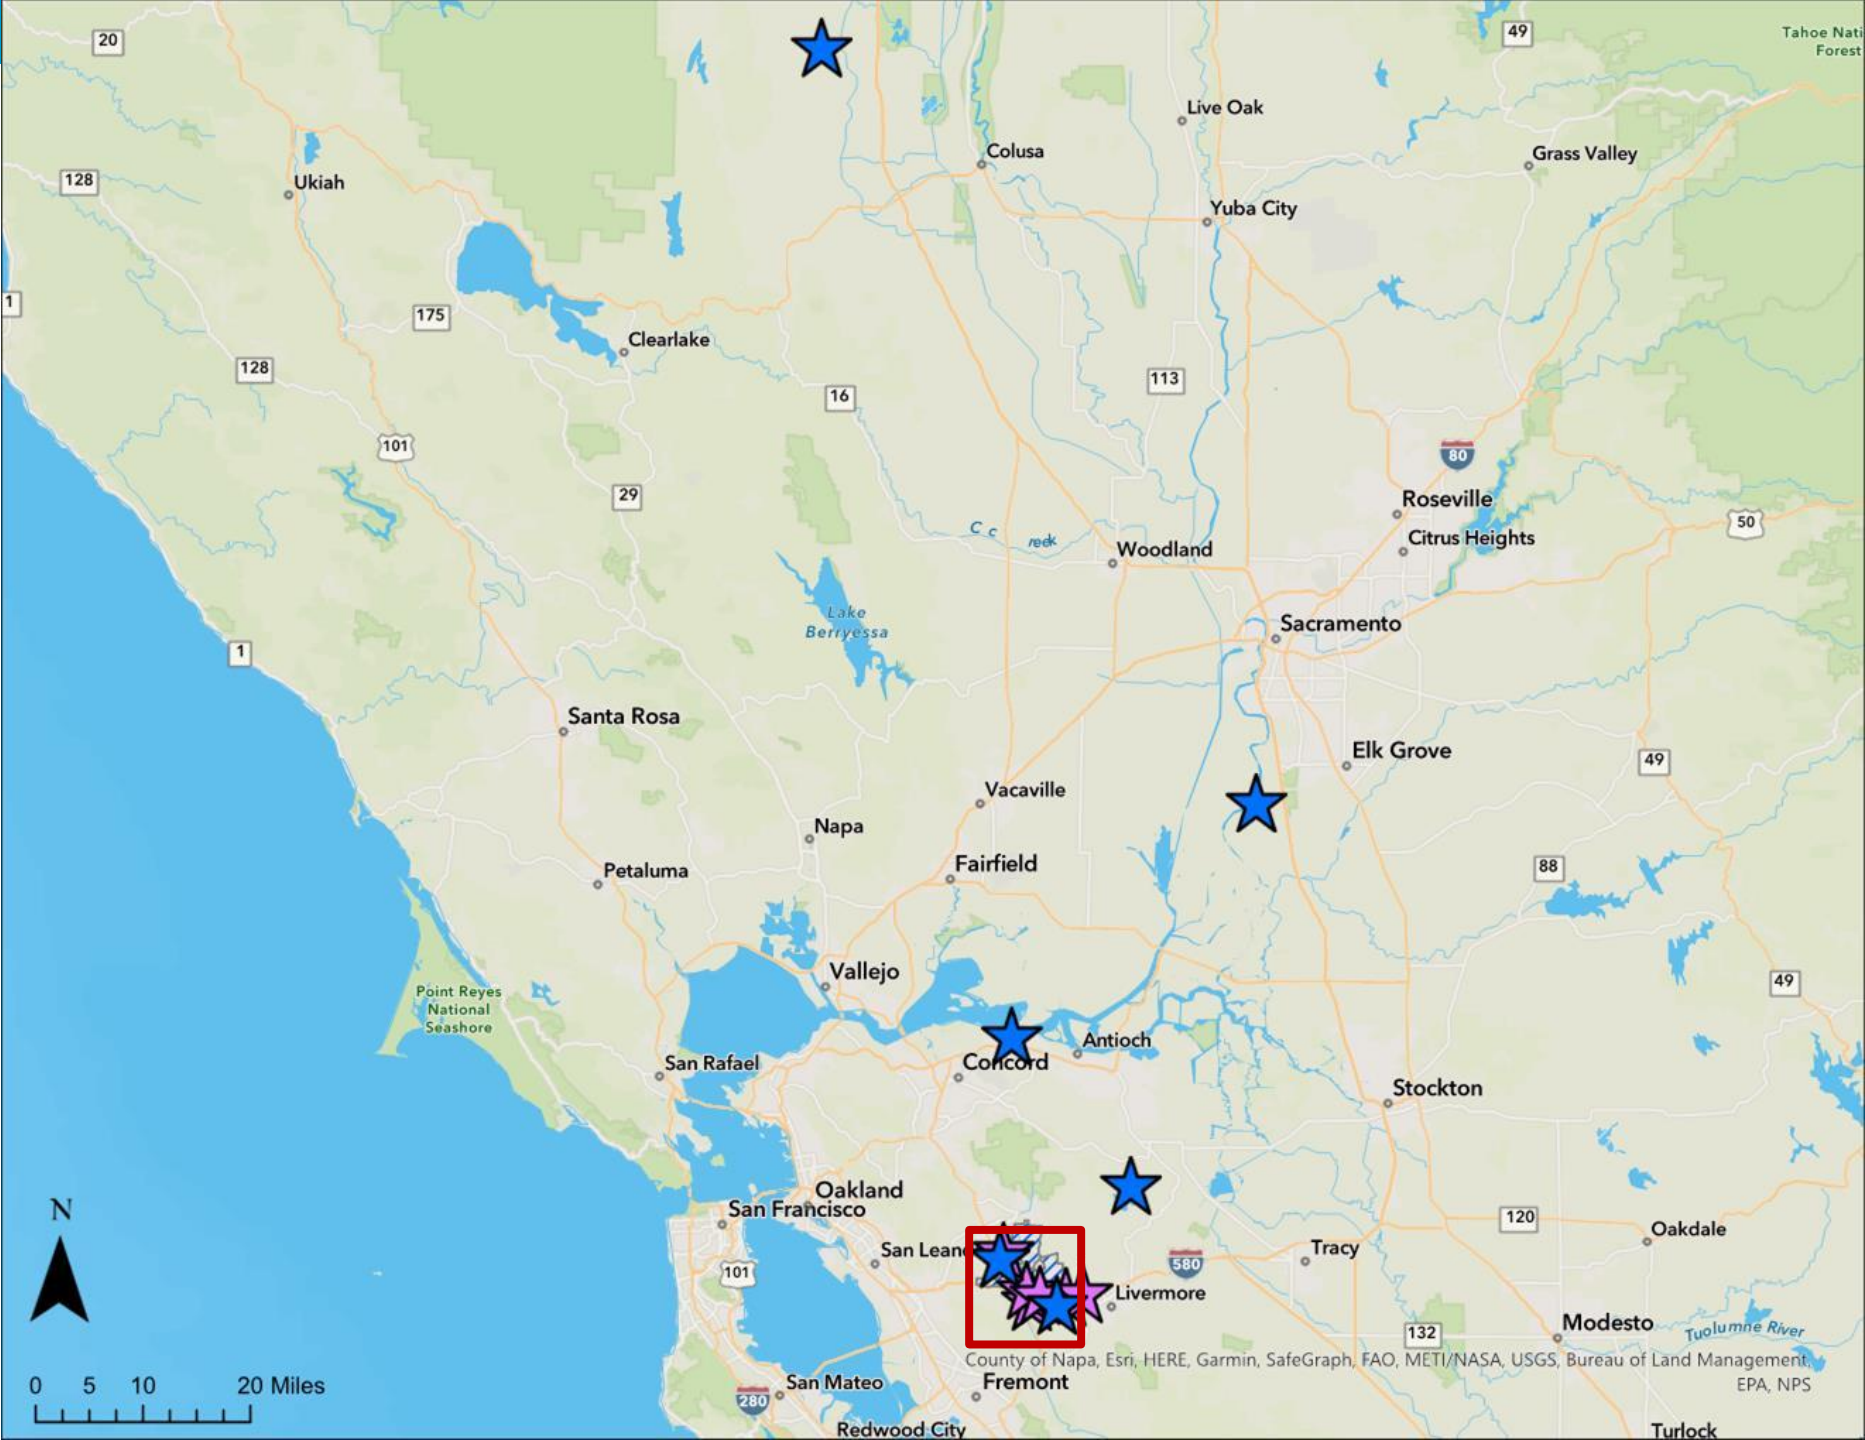 20
49
Tahoe Nati
Forest
Live Oak
Colusa
Grass Valley
128
Ukiah
Yuba City
1
175
Clearlake
128
113
16
101
80
29
Roseville
50
C c reek
Citrus Heights
Woodland
Lake
Berryessa
Sacramento
1
Santa Rosa
Elk Grove
49
Vacaville
Napa
Fairfield
88
Petaluma
Vallejo
49
Point Reyes
National
Seashore
Antioch
San Rafael
Concord
Stockton
Oakland
N
San Francisco
120
Oakdale
San Lean
Tracy
580
101
Livermore
Modesto
132
Tuolumne River
County of Napa, Esri, HERE, Garmin, SafeGraph, FAO, METI/NASA, USGS, Bureau of Land Management,
EPA, NPS
0 5 10 20 Miles
San Mateo
Fremont
280
Redwood City
Turlock